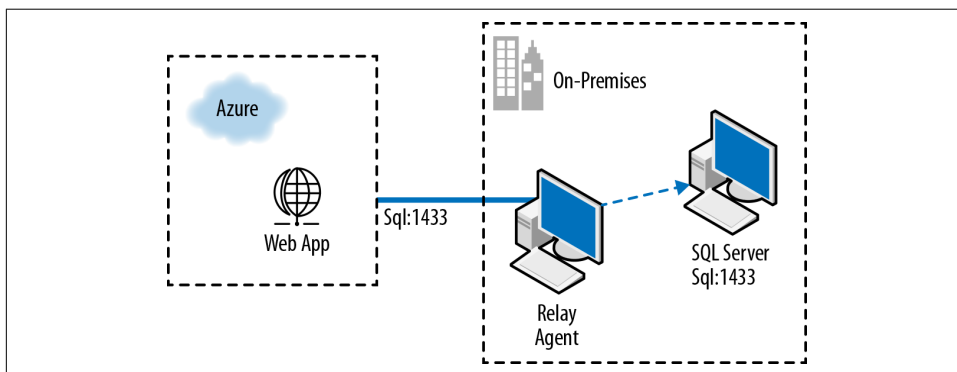 Azure
Web App
Sql:1433
On-Premises
Relay
Agent
SQL Server
Sql:1433